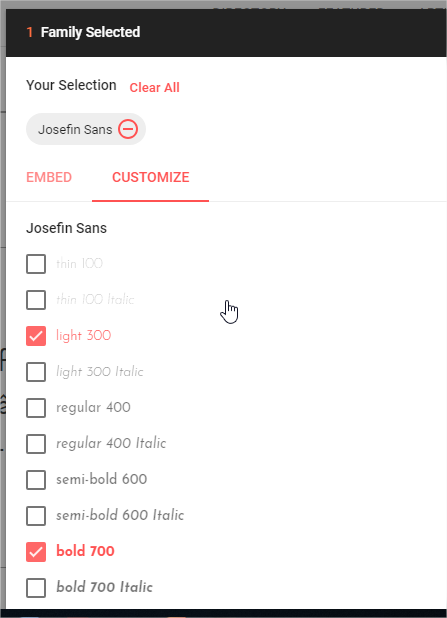 1 Family Selected
Your Selection Clear All
Josefin Sans
EMBED CUSTOMIZE
Josefin Sans
thin 100
thin 100 Italic
light 300
light 300 Italic
regular 400
regular 400 Italic
semi-bold 600
semi-bold 600 Italic
bold 700
bold 700 Italic